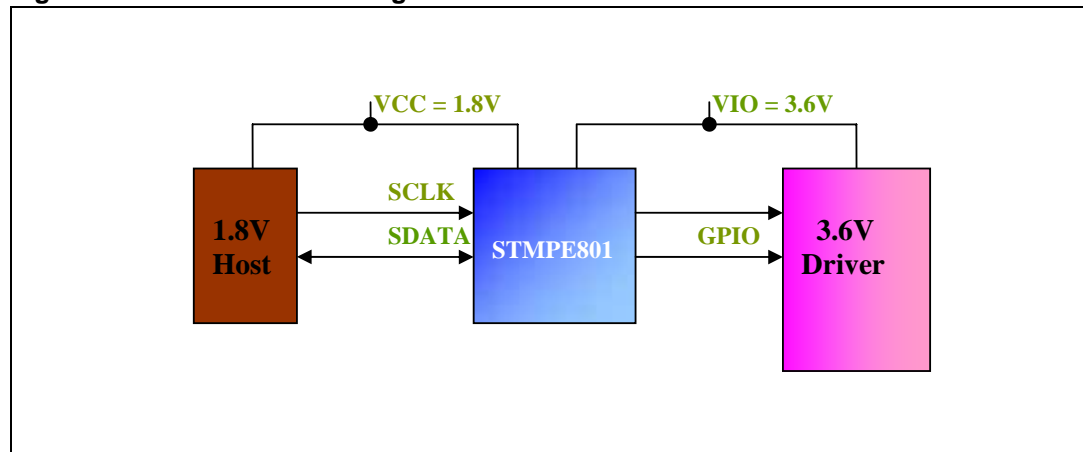 VCC = 1.8V
VIO = 3.6V
SCLK
SDATA
GPIO
1.8V
Host
STMPE801
3.6V
Driver